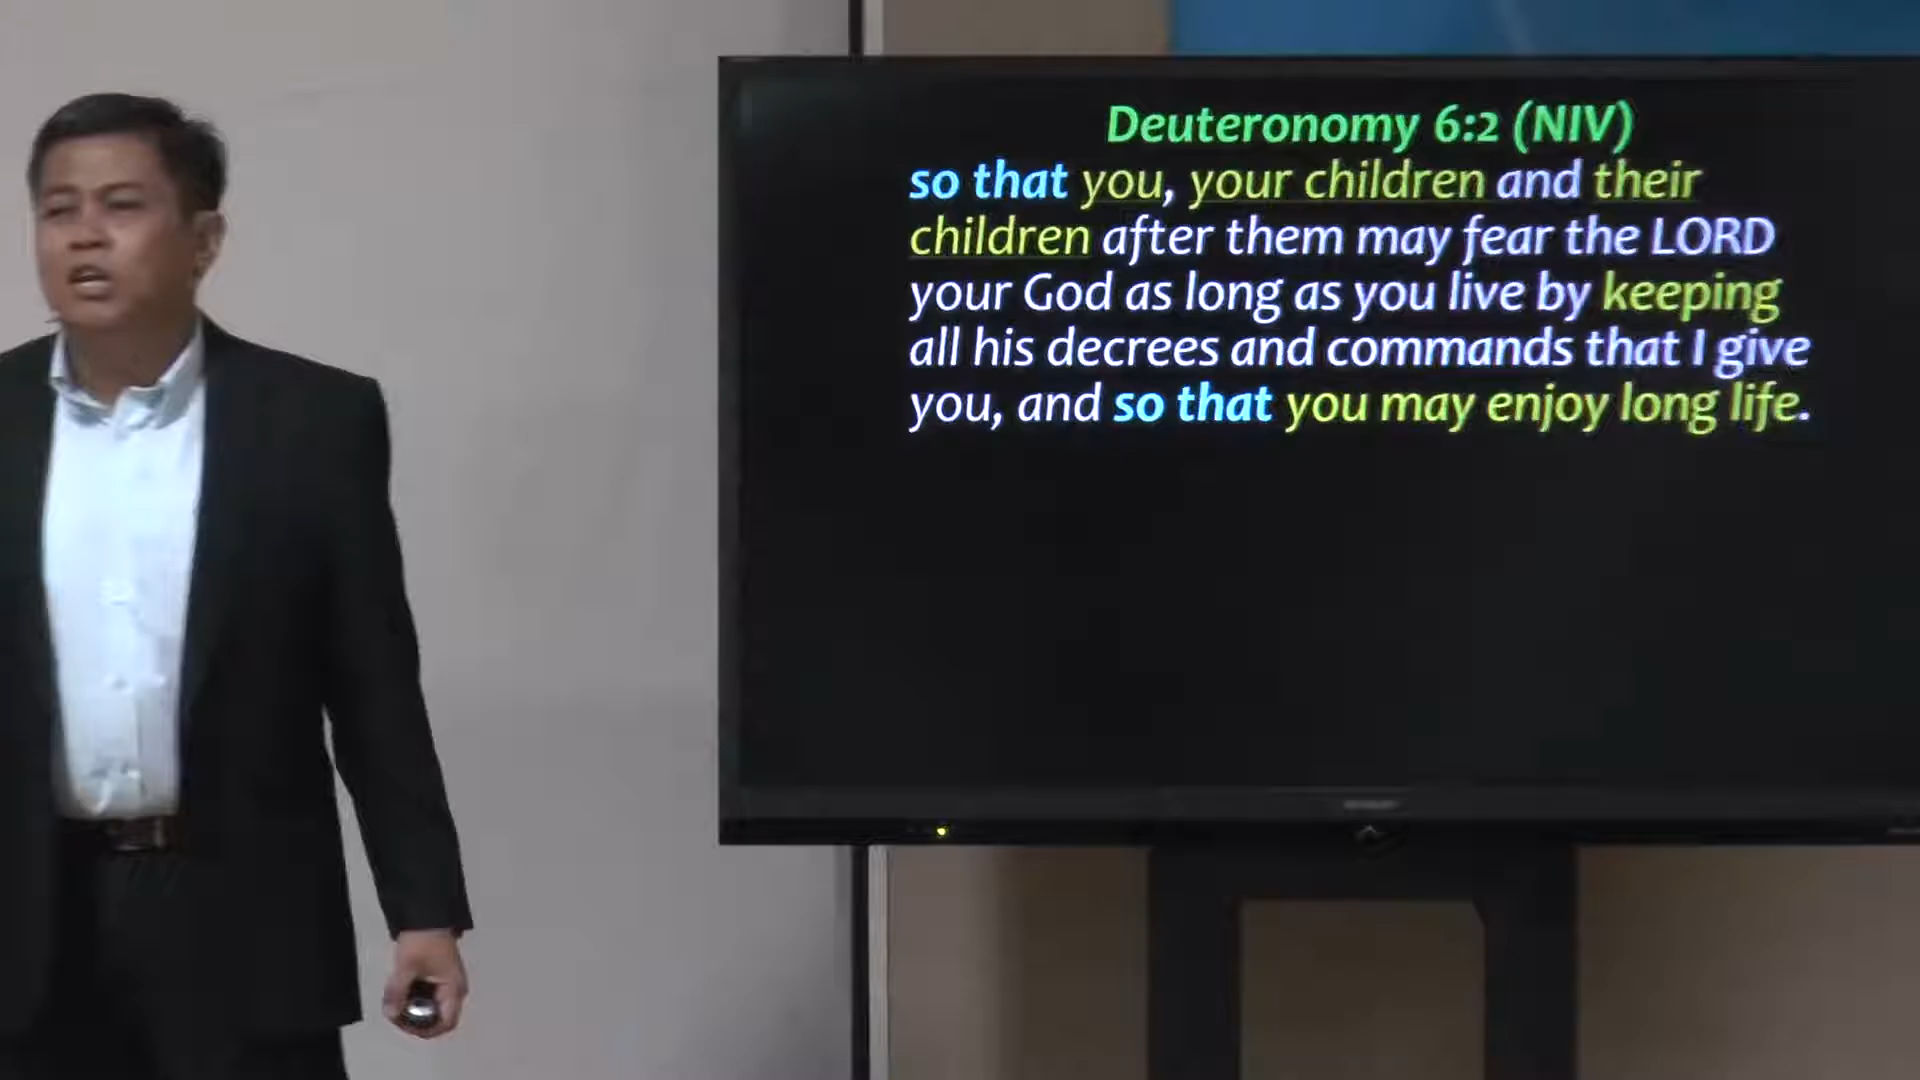 Deuteronomy 6:2 (NIV)
so that you, your children and their
children after them may fear the LORD
your God as long as you live by keeping
all his decrees and commands that I give
you, and so that you may enjoy long life.